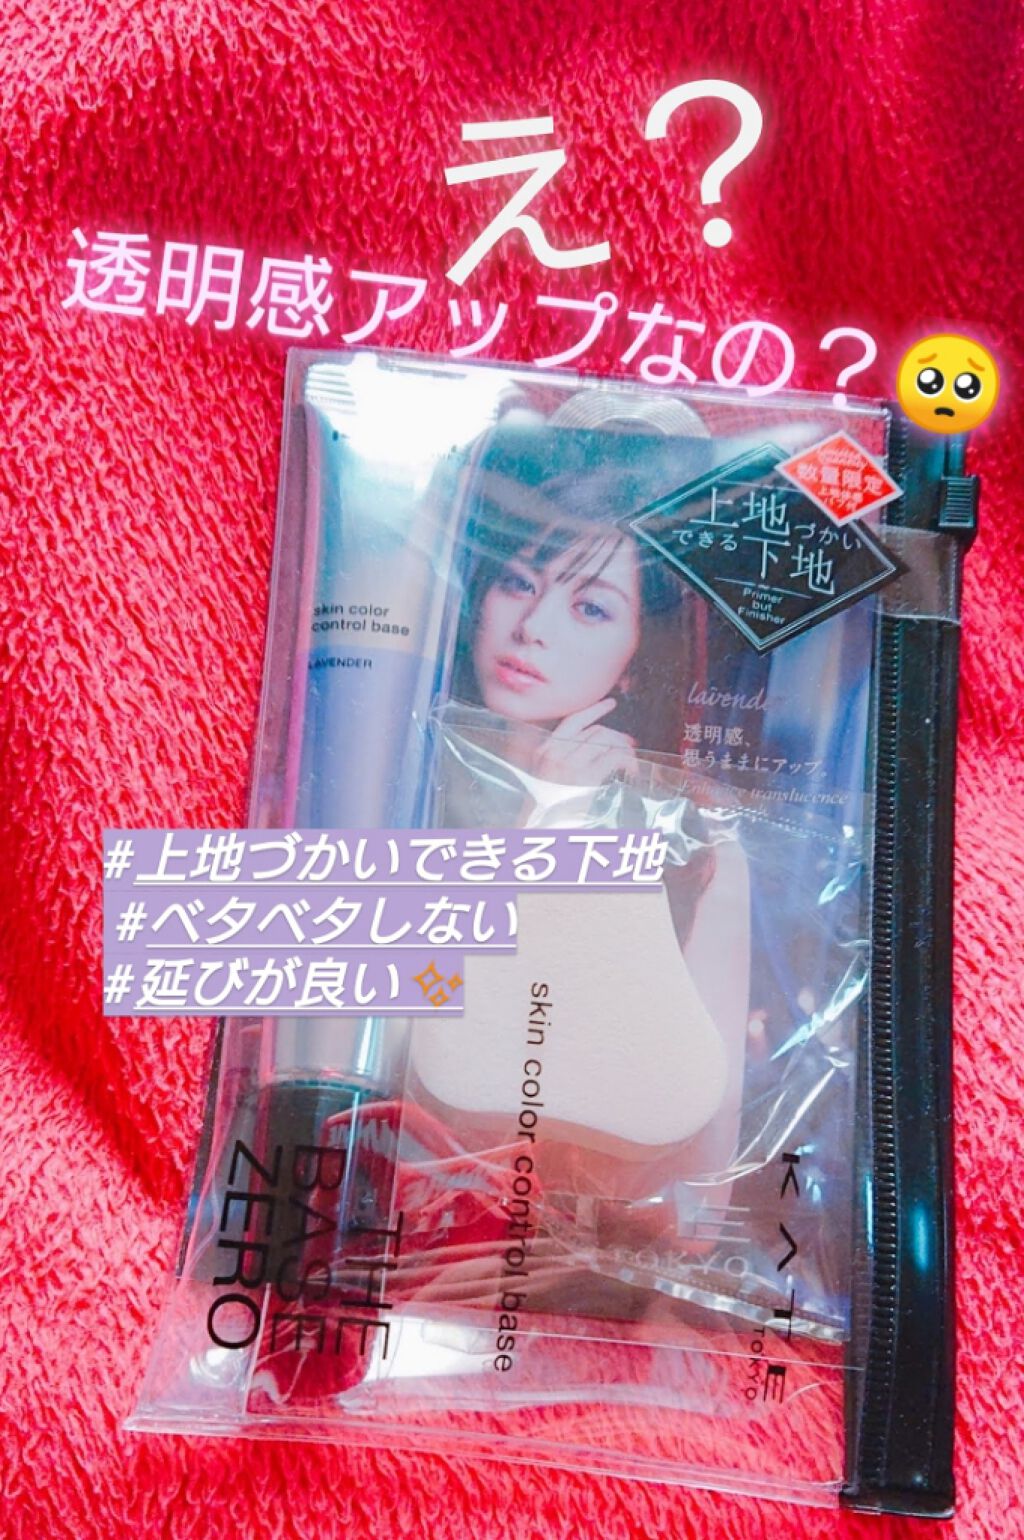 え?
透明感アップなの?🥺
数量限定
上地づかい
できる下地
Primer
but
Finisher
skin color
control base
LAVENDER
透明感、
思うままにアップ。
Enhance translucence
#上地づかいできる下地
#ベタベタしない
#延びが良い✨
skin color control base
THE
BASE
ZERO
KATE
TOKYO
TOKYO